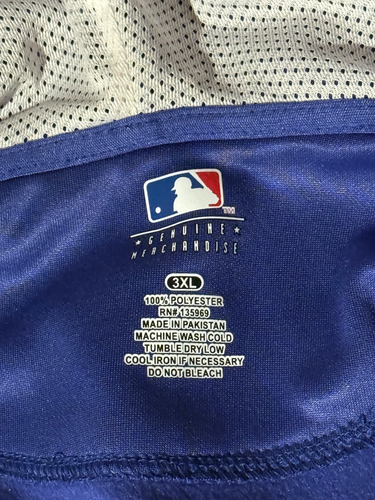 TM
GENUINE
MERCHANDISE
3XL
100% POLYESTER
RN# 135969
MADE IN PAKISTAN
MACHINE WASH COLD
TUMBLE DRY LOW
COOL IRON IF NECESSARY
DO NOT BLEACH